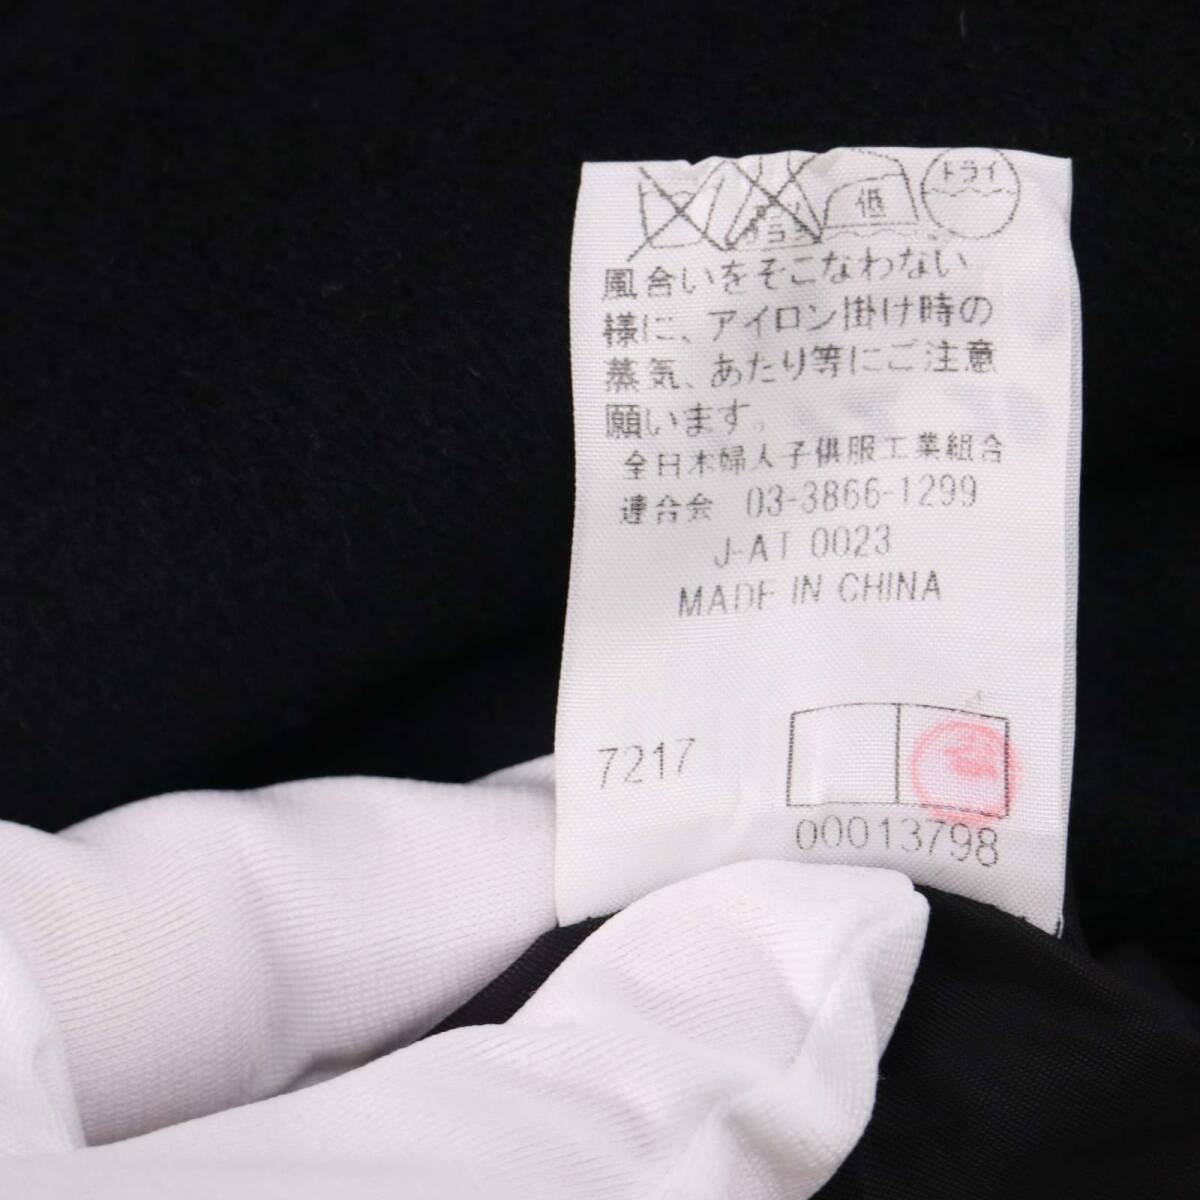 低 ドライ
風合いをそこなわない
様に、アイロン掛け時の
蒸気、あたり等にご注意
願います。
全日本婦人子供服工業組合
連合会 03-3866-1299
J-AT 0023
MADE IN CHINA
7217
00013798